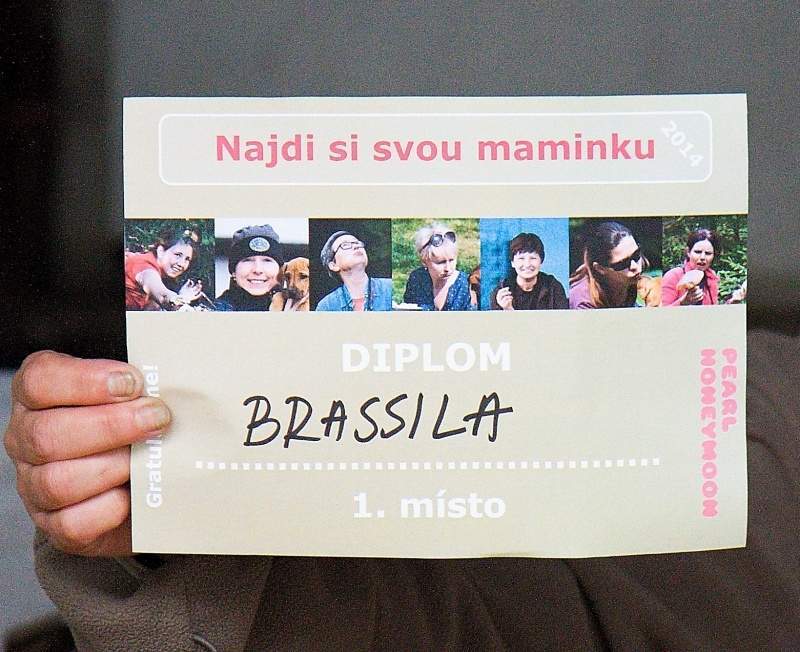 Najdi si svou maminku
2014
DIPLOM
BRASSILA
1. místo
PEARL
HONEYMOON